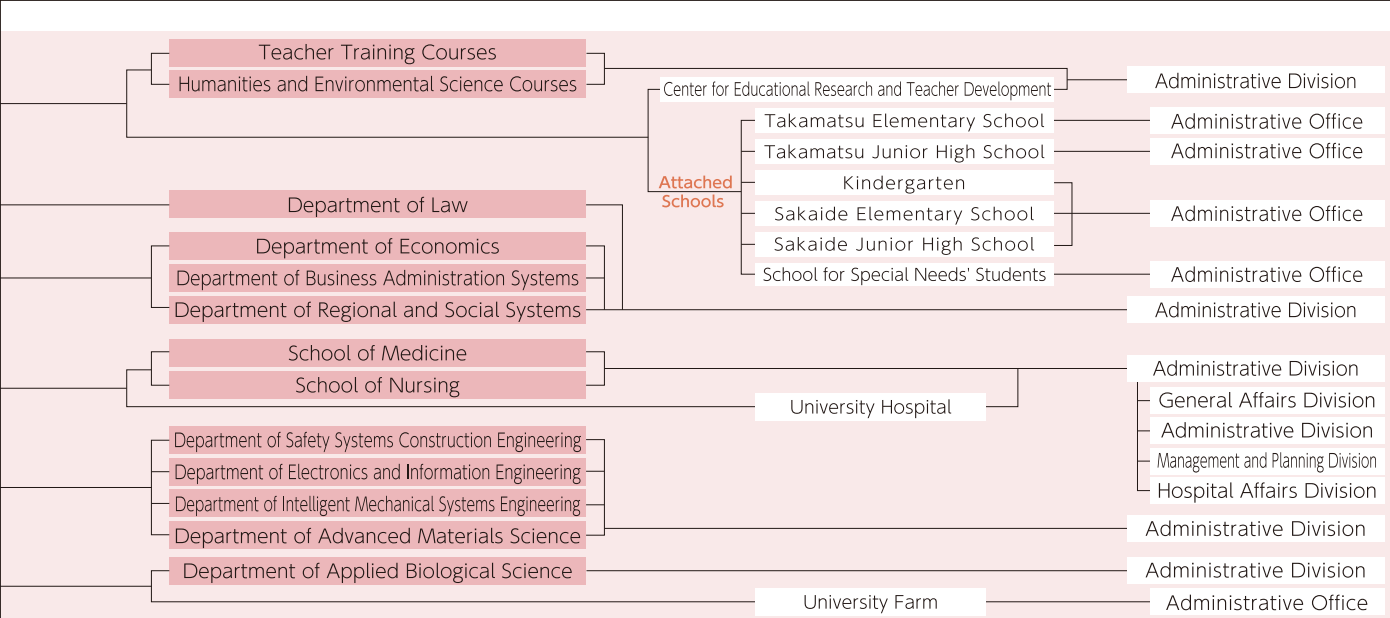 Teacher Training Courses
Humanities and Environmental Science Courses
Administrative Division
Center for Educational Research and Teacher Development
Takamatsu Elementary School
Administrative Office
Takamatsu Junior High School
Administrative Office
Attached
Schools
Kindergarten
Sakaide Elementary School
Administrative Office
Sakaide Junior High School
School for Special Needs' Students
Administrative Office
Department of Law
Department of Economics
Department of Business Administration Systems
Department of Regional and Social Systems
Administrative Division
School of Medicine
School of Nursing
Administrative Division
University Hospital
General Affairs Division
Administrative Division
Management and Planning Division
Hospital Affairs Division
Department of Safety Systems Construction Engineering
Department of Electronics and Information Engineering
Department of Intelligent Mechanical Systems Engineering
Department of Advanced Materials Science
Administrative Division
Department of Applied Biological Science
Administrative Division
University Farm
Administrative Office